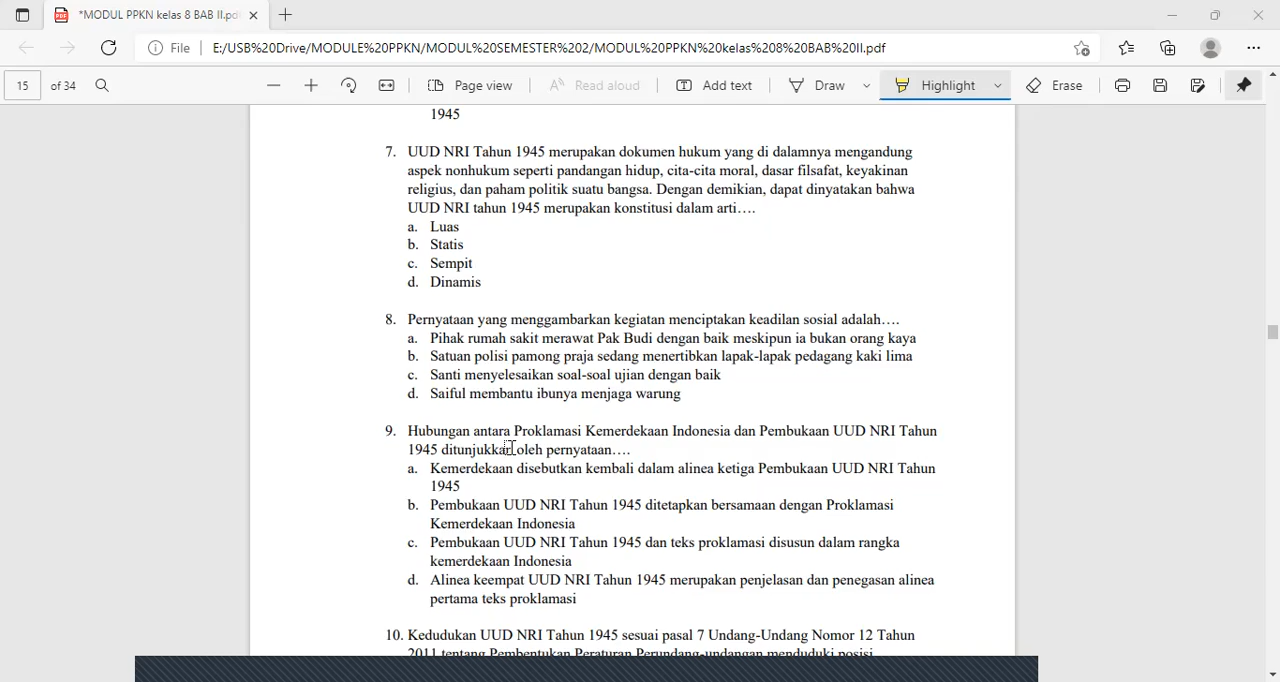 *MODUL PPKN kelas 8 BAB II.pdf
File E:/USB%20Drive/MODULE%20PPKN/MODUL%20SEMESTER%202/MODUL%20PPKN%20kelas%208%20BAB%20II.pdf
15 of 34 Page view Read aloud Add text Draw Highlight Erase
1945
7. UUD NRI Tahun 1945 merupakan dokumen hukum yang di dalamnya mengandung
aspek nonhukum seperti pandangan hidup, cita-cita moral, dasar filsafat, keyakinan
religius, dan paham politik suatu bangsa. Dengan demikian, dapat dinyatakan bahwa
UUD NRI tahun 1945 merupakan konstitusi dalam arti….
a. Luas
b. Statis
c. Sempit
d. Dinamis
8. Pernyataan yang menggambarkan kegiatan menciptakan keadilan sosial adalah….
a. Pihak rumah sakit merawat Pak Budi dengan baik meskipun ia bukan orang kaya
b. Satuan polisi pamong praja sedang menertibkan lapak-lapak pedagang kaki lima
c. Santi menyelesaikan soal-soal ujian dengan baik
d. Saiful membantu ibunya menjaga warung
9. Hubungan antara Proklamasi Kemerdekaan Indonesia dan Pembukaan UUD NRI Tahun
1945 ditunjukkan oleh pernyataan….
a. Kemerdekaan disebutkan kembali dalam alinea ketiga Pembukaan UUD NRI Tahun
1945
b. Pembukaan UUD NRI Tahun 1945 ditetapkan bersamaan dengan Proklamasi
Kemerdekaan Indonesia
c. Pembukaan UUD NRI Tahun 1945 dan teks proklamasi disusun dalam rangka
kemerdekaan Indonesia
d. Alinea keempat UUD NRI Tahun 1945 merupakan penjelasan dan penegasan alinea
pertama teks proklamasi
10. Kedudukan UUD NRI Tahun 1945 sesuai pasal 7 Undang-Undang Nomor 12 Tahun
2011 tentang Pembentukan Peraturan Perundang-undangan menduduki posisi